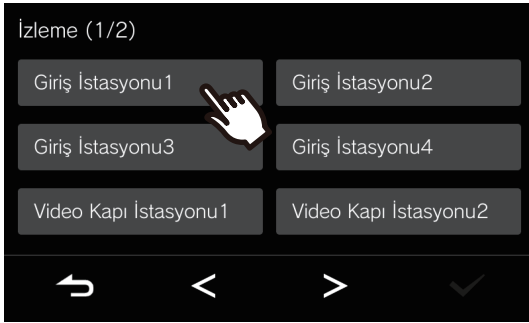 İzleme (1/2)
Giriş İstasyonu1
Giriş İstasyonu2
Giriş İstasyonu3
Giriş İstasyonu4
Video Kapı İstasyonu1
Video Kapı İstasyonu2